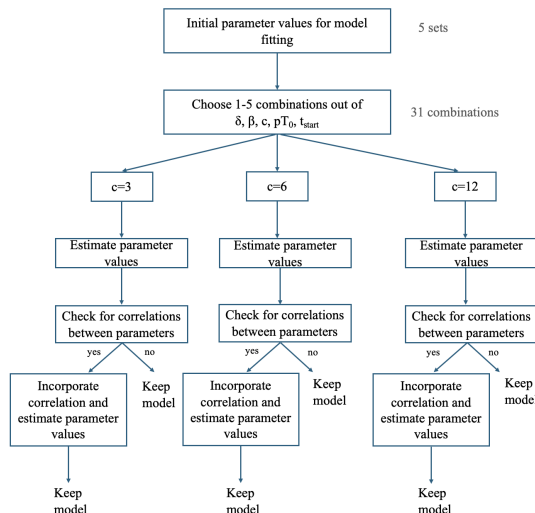 Initial parameter values for model
fitting
5 sets
Choose 1-5 combinations out of
δ, β, c, pT₀, t_start
31 combinations
c=3
c=6
c=12
Estimate parameter
values
Estimate parameter
values
Estimate parameter
values
Check for correlations
between parameters
Check for correlations
between parameters
Check for correlations
between parameters
yes
no
yes
no
yes
no
Incorporate
correlation and
estimate parameter
values
Keep
model
Incorporate
correlation and
estimate parameter
values
Keep
model
Incorporate
correlation and
estimate parameter
values
Keep
model
Keep
model
Keep
model
Keep
model